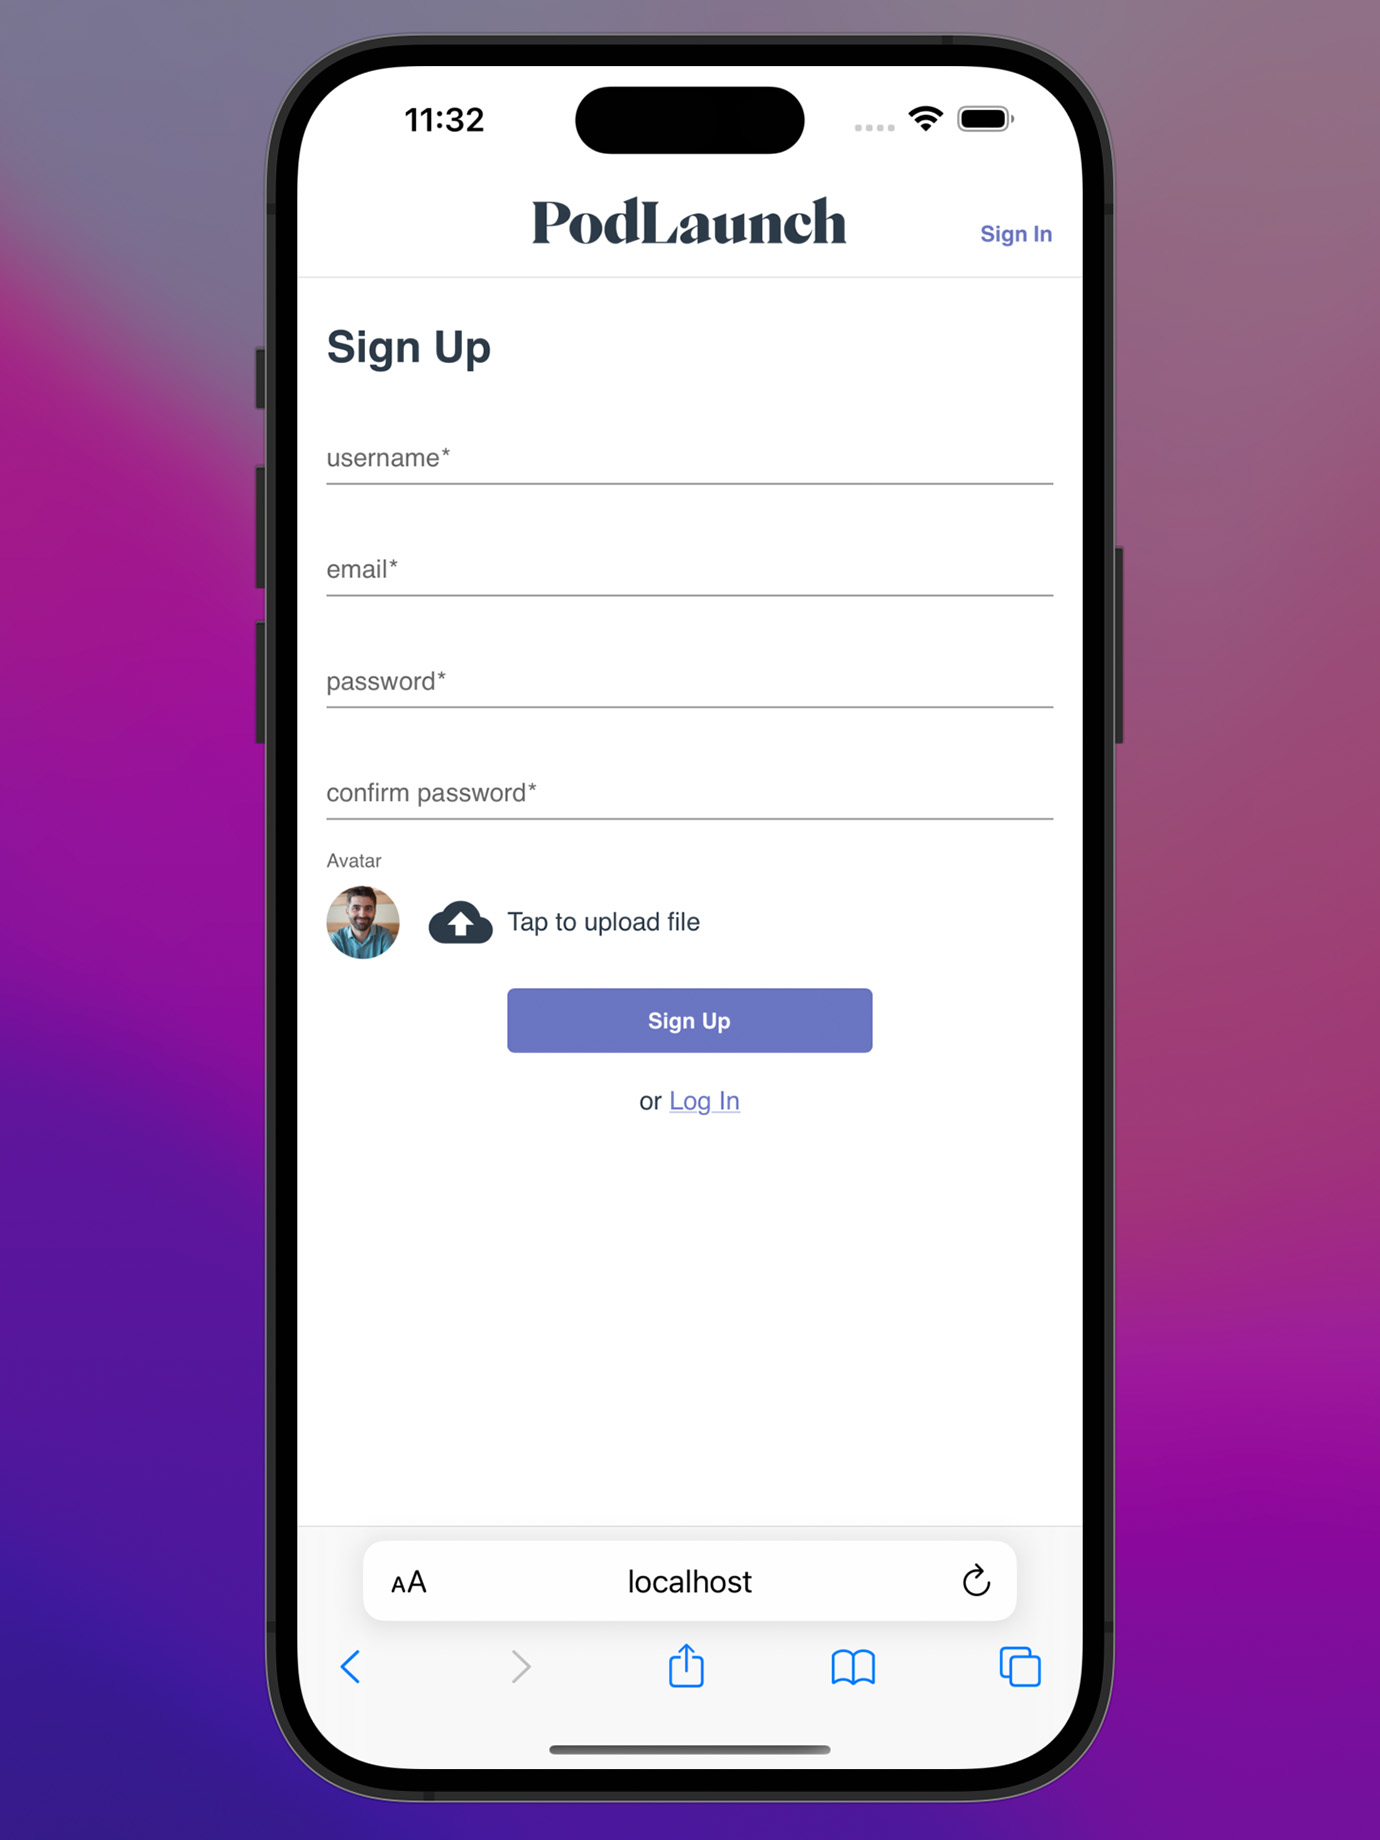 11:32
PodLaunch
Sign In
Sign Up
username*
email*
password*
confirm password*
Avatar
Tap to upload file
Sign Up
or Log In
AA
localhost